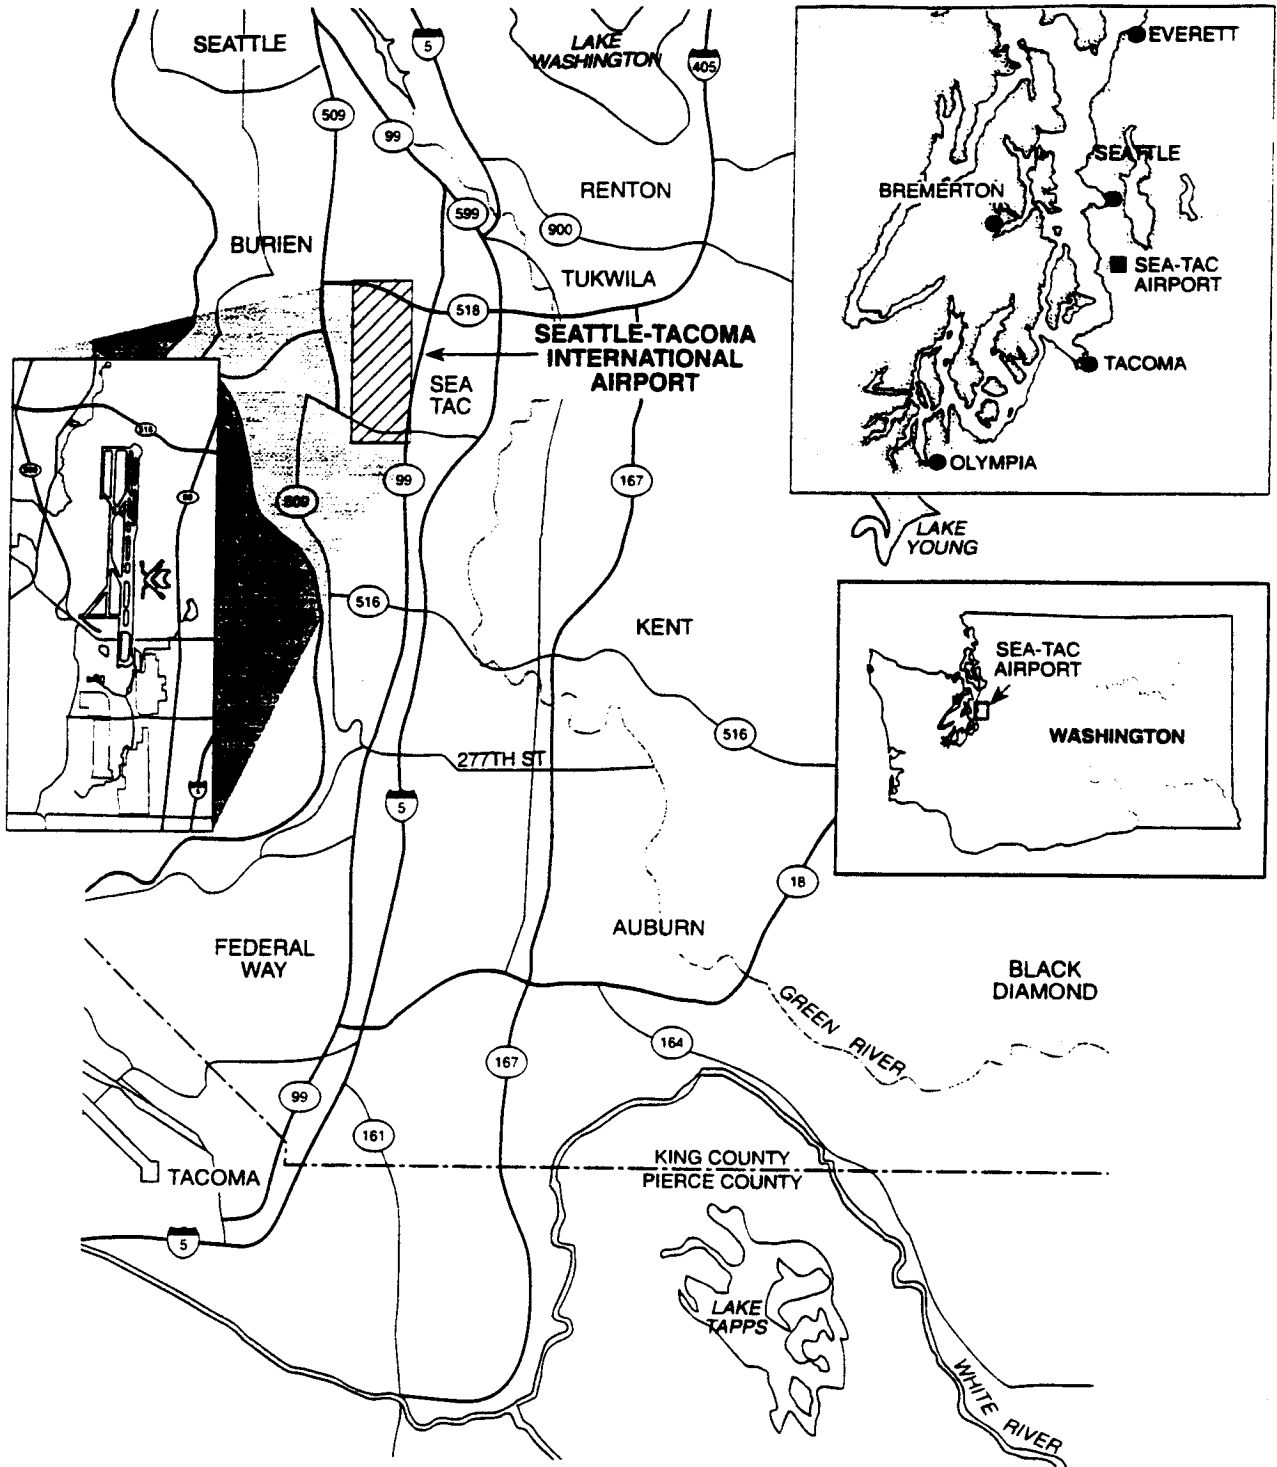 SEATTLE
5
LAKE
WASHINGTON
405
EVERETT
509
99
SEATTLE
RENTON
BREMERTON
599
900
BURIEN
TUKWILA
SEA-TAC
AIRPORT
518
SEATTLE-TACOMA
INTERNATIONAL
AIRPORT
SEA
TAC
TACOMA
518
99
509
167
OLYMPIA
LAKE
YOUNG
516
KENT
SEA-TAC
AIRPORT
516
WASHINGTON
277TH ST
5
5
18
AUBURN
FEDERAL
WAY
BLACK
DIAMOND
GREEN RIVER
164
167
99
161
KING COUNTY
PIERCE COUNTY
TACOMA
5
LAKE
TAPPS
WHITE RIVER